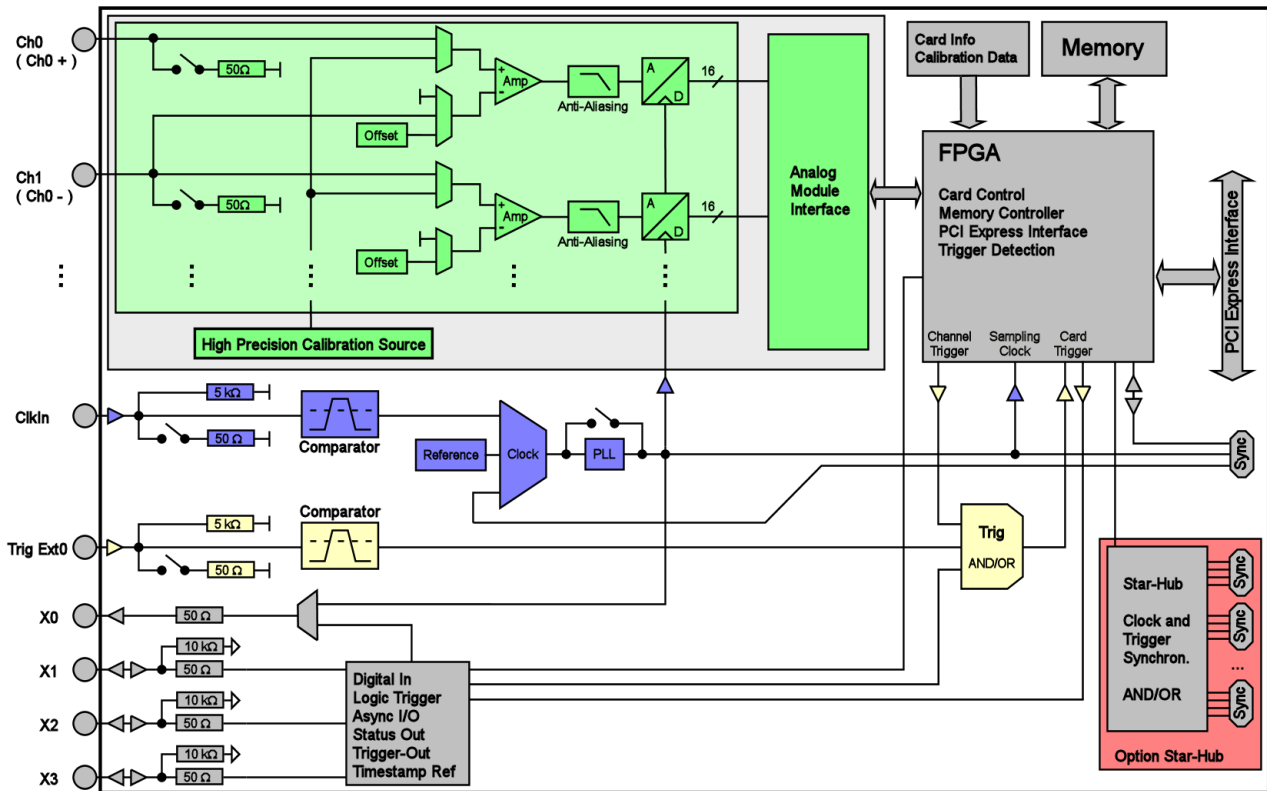 Ch0
( Ch0 + )
50Ω
+
Amp
-
Offset
Anti-Aliasing
A
D
16
Ch1
( Ch0 - )
50Ω
+
Amp
-
Offset
Anti-Aliasing
A
D
16
High Precision Calibration Source
Analog
Module
Interface
Card Info
Calibration Data
Memory
FPGA
Card Control
Memory Controller
PCI Express Interface
Trigger Detection
Channel
Trigger
Sampling
Clock
Card
Trigger
PCI Express Interface
ClkIn
5 kΩ
50 Ω
Comparator
Reference
Clock
PLL
Sync
Trig Ext0
5 kΩ
50 Ω
Comparator
Trig
AND/OR
X0
50 Ω
X1
10 kΩ
50 Ω
X2
10 kΩ
50 Ω
X3
10 kΩ
50 Ω
Digital In
Logic Trigger
Async I/O
Status Out
Trigger-Out
Timestamp Ref
Star-Hub
Clock and
Trigger
Synchron.
AND/OR
Sync
Sync
...
Sync
Option Star-Hub